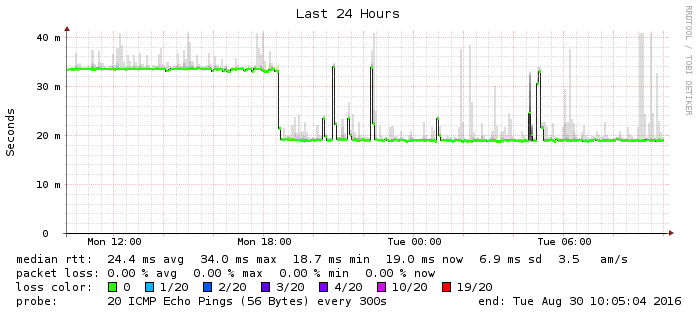 Last 24 Hours
RRDTOOL / TOBI OETIKER
Seconds
40 m
30 m
20 m
10 m
0
Mon 12:00 Mon 18:00 Tue 00:00 Tue 06:00
median rtt: 24.4 ms avg 34.0 ms max 18.7 ms min 19.0 ms now 6.9 ms sd 3.5 am/s
packet loss: 0.00 % avg 0.00 % max 0.00 % min 0.00 % now
loss color: 0 1/20 2/20 3/20 4/20 10/20 19/20
probe: 20 ICMP Echo Pings (56 Bytes) every 300s end: Tue Aug 30 10:05:04 2016